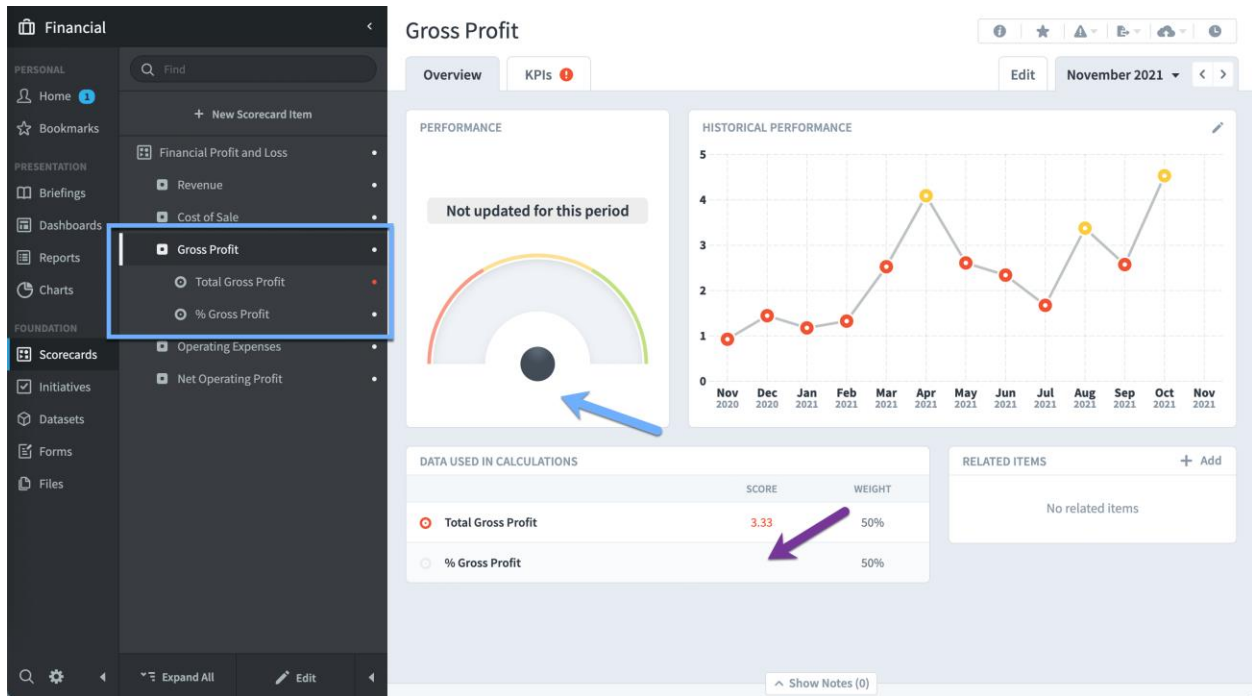 Financial
PERSONAL
Home 1
Bookmarks
PRESENTATION
Briefings
Dashboards
Reports
Charts
FOUNDATION
Scorecards
Initiatives
Datasets
Forms
Files
Find
+ New Scorecard Item
Financial Profit and Loss
Revenue
Cost of Sale
Gross Profit
Total Gross Profit
% Gross Profit
Operating Expenses
Net Operating Profit
Expand All
Edit
Gross Profit
Overview
KPIs
Edit
November 2021
PERFORMANCE
Not updated for this period
HISTORICAL PERFORMANCE
5
4
3
2
1
0
Nov Dec Jan Feb Mar Apr May Jun Jul Aug Sep Oct Nov
2020 2020 2021 2021 2021 2021 2021 2021 2021 2021 2021 2021 2021
DATA USED IN CALCULATIONS
SCORE WEIGHT
Total Gross Profit 3.33 50%
% Gross Profit 50%
RELATED ITEMS
+ Add
No related items
Show Notes (0)